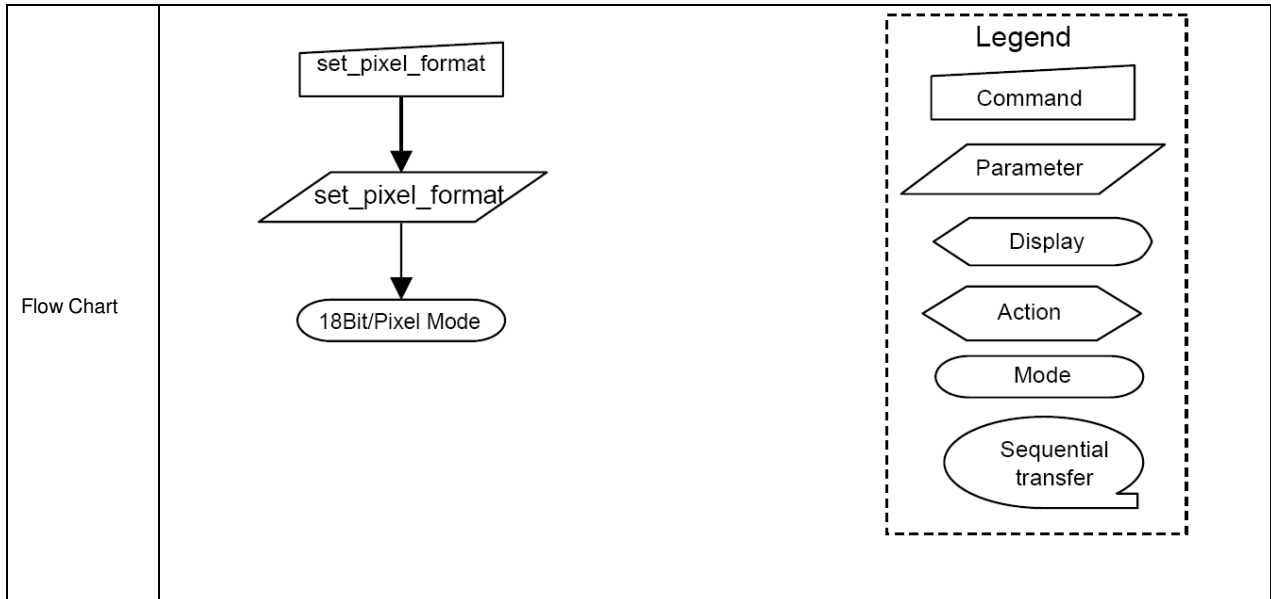 Flow Chart
set_pixel_format
set_pixel_format
18Bit/Pixel Mode
Legend
Command
Parameter
Display
Action
Mode
Sequential
transfer